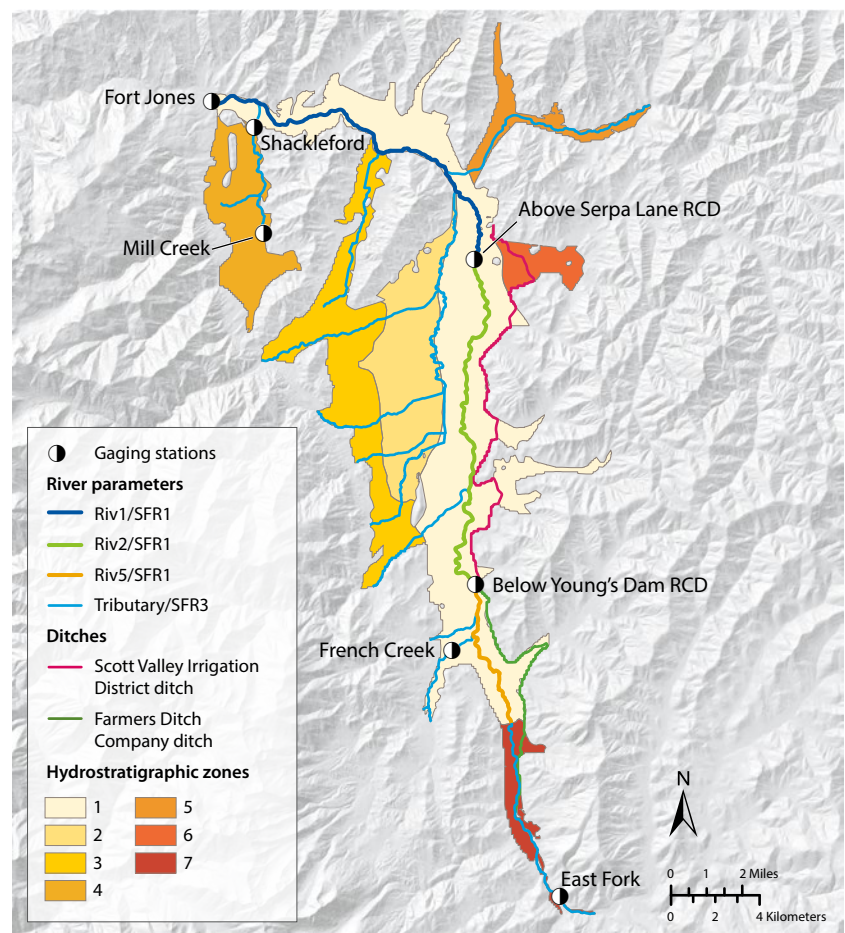 Fort Jones
Shackleford
Mill Creek
Above Serpa Lane RCD
Gaging stations
River parameters
Riv1/SFR1
Riv2/SFR1
Riv5/SFR1
Tributary/SFR3
Ditches
Scott Valley Irrigation
District ditch
Farmers Ditch
Company ditch
Hydrostratigraphic zones
1 5
2 6
3 7
4
Below Young's Dam RCD
French Creek
East Fork
N
0 1 2 Miles
0 2 4 Kilometers